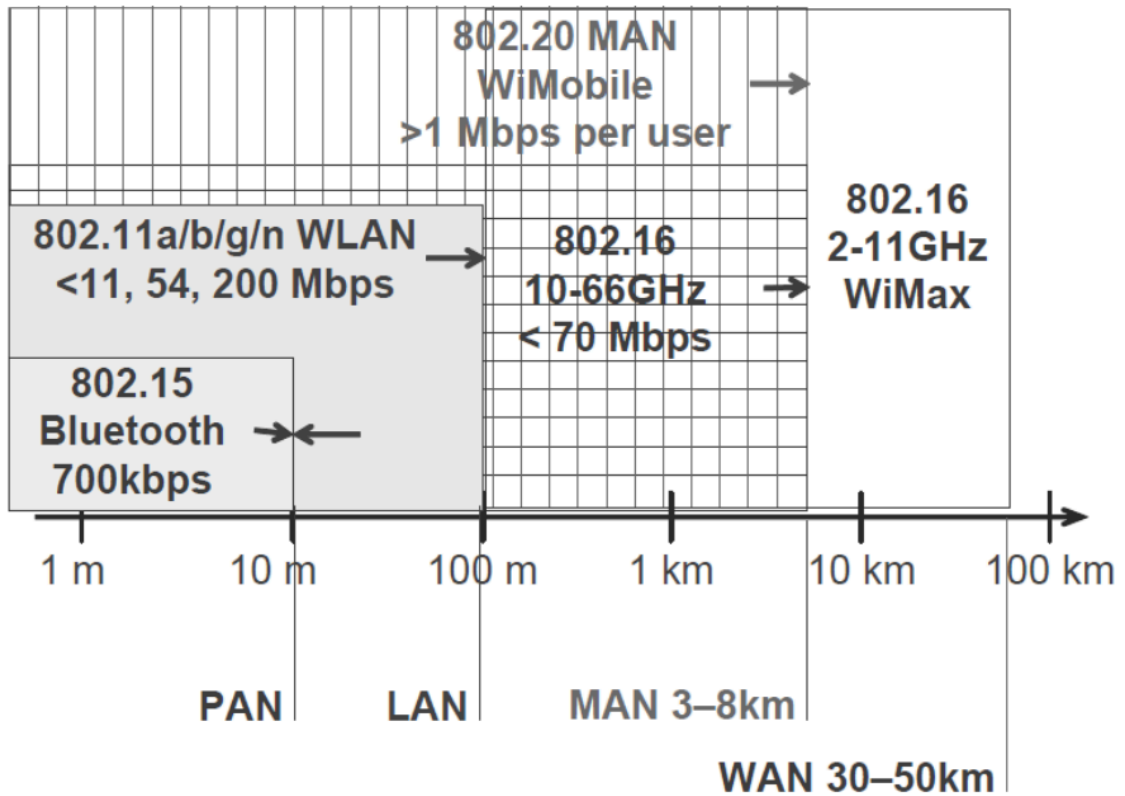 802.20 MAN
WiMobile
>1 Mbps per user
802.11a/b/g/n WLAN
<11, 54, 200 Mbps
802.16
10-66GHz
< 70 Mbps
802.16
2-11GHz
WiMax
802.15
Bluetooth
700kbps
1 m 10 m 100 m 1 km 10 km 100 km
PAN LAN MAN 3–8km
WAN 30–50km